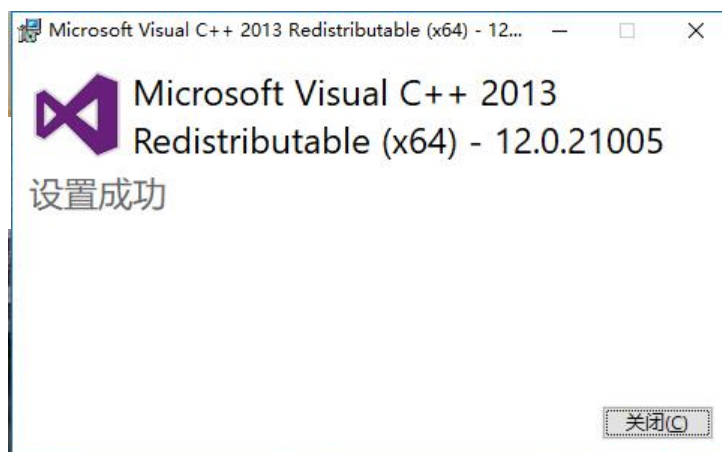 Microsoft Visual C++ 2013 Redistributable (x64) - 12...
Microsoft Visual C++ 2013
Redistributable (x64) - 12.0.21005
设置成功
关闭(C)